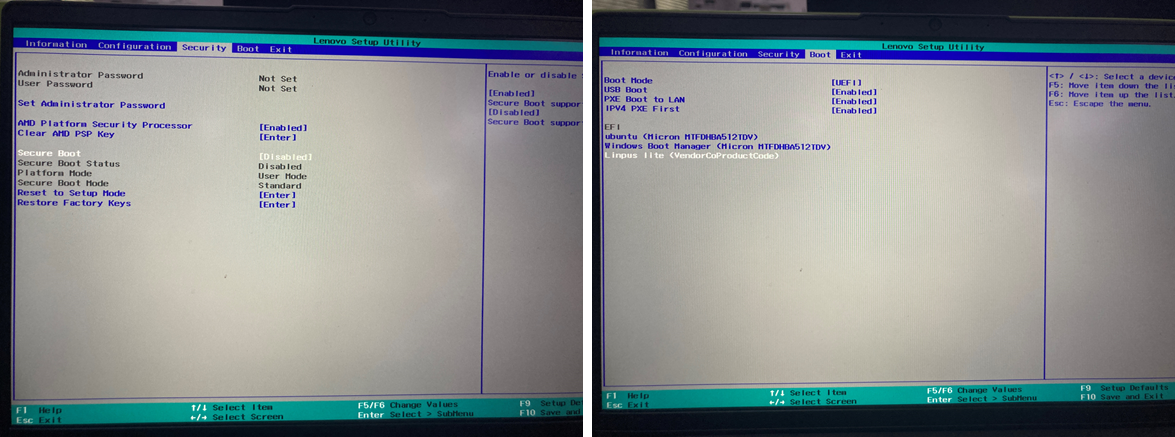 Lenovo Setup Utility
Information Configuration Security Boot Exit
Administrator Password Not Set
User Password Not Set
Set Administrator Password
AMD Platform Security Processor [Enabled]
Clear AMD PSP Key [Enter]
Secure Boot [Disabled]
Secure Boot Status Disabled
Platform Mode User Mode
Secure Boot Mode Standard
Reset to Setup Mode [Enter]
Restore Factory Keys [Enter]
Enable or disable
[Enabled]
Secure Boot suppor
[Disabled]
Secure Boot suppor
F1 Help ↑/↓ Select Item F5/F6 Change Values F9 Setup De
Esc Exit ←/→ Select Screen Enter Select > SubMenu F10 Save and
Lenovo Setup Utility
Information Configuration Security Boot Exit
Boot Mode [UEFI]
USB Boot [Enabled]
PXE Boot to LAN [Enabled]
IPV4 PXE First [Enabled]
EFI
ubuntu (Micron MTFDHBA512TDV)
Windows Boot Manager (Micron MTFDHBA512TDV)
Linpus lite (VendorCoProductCode)
<↑> / <↓>: Select a devic
F5: Move item down the lis
F6: Move item up the list.
Esc: Escape the menu.
F1 Help ↑/↓ Select Item F5/F6 Change Values F9 Setup Defaults
Esc Exit ←/→ Select Screen Enter Select > SubMenu F10 Save and Exit